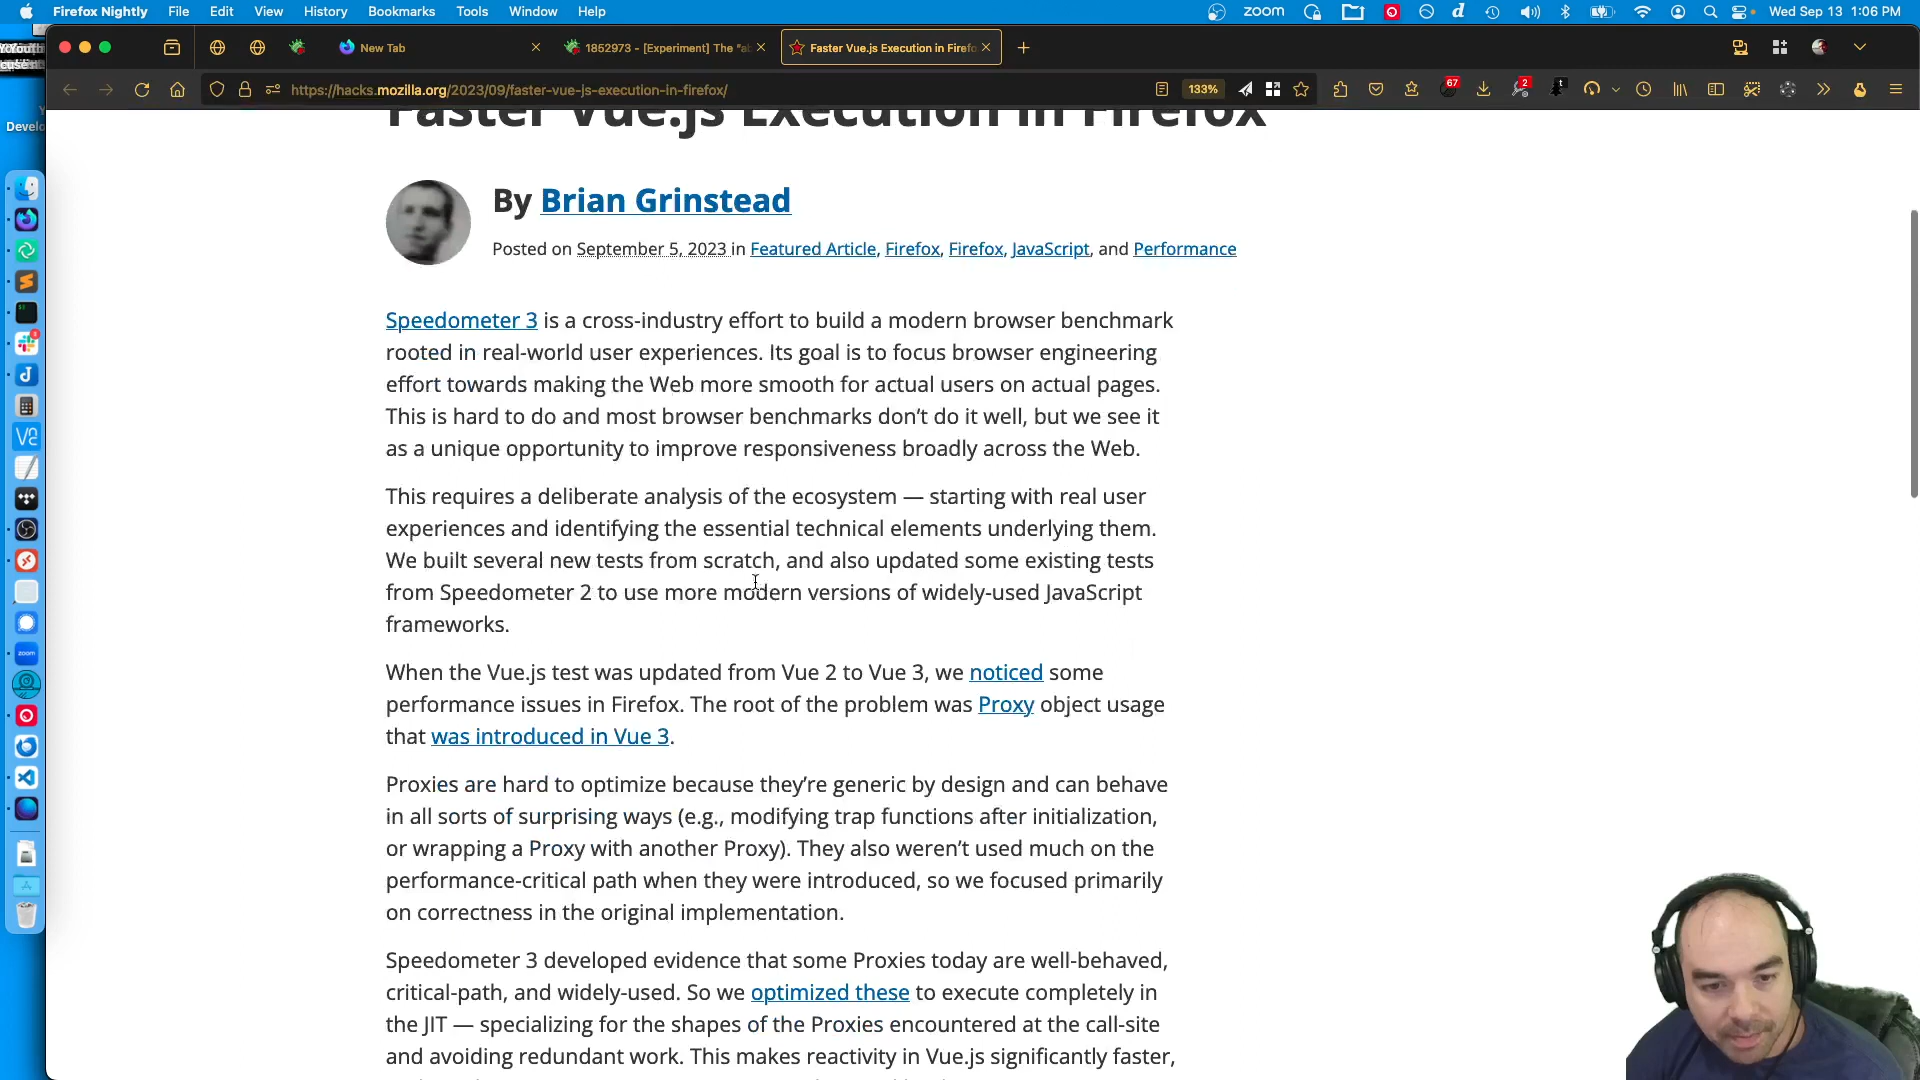 Firefox Nightly File Edit View History Bookmarks Tools Window Help
zoom Wed Sep 13 1:06 PM
New Tab
1852973 - [Experiment] The "ab
Faster Vue.js Execution in Firefo
https://hacks.mozilla.org/2023/09/faster-vue-js-execution-in-firefox/
133%
67
2
Develo
Faster Vue.js Execution in Firefox
By Brian Grinstead
Posted on September 5, 2023 in Featured Article, Firefox, Firefox, JavaScript, and Performance
Speedometer 3 is a cross-industry effort to build a modern browser benchmark
rooted in real-world user experiences. Its goal is to focus browser engineering
effort towards making the Web more smooth for actual users on actual pages.
This is hard to do and most browser benchmarks don’t do it well, but we see it
as a unique opportunity to improve responsiveness broadly across the Web.
This requires a deliberate analysis of the ecosystem — starting with real user
experiences and identifying the essential technical elements underlying them.
We built several new tests from scratch, and also updated some existing tests
from Speedometer 2 to use more modern versions of widely-used JavaScript
frameworks.
When the Vue.js test was updated from Vue 2 to Vue 3, we noticed some
performance issues in Firefox. The root of the problem was Proxy object usage
that was introduced in Vue 3.
Proxies are hard to optimize because they’re generic by design and can behave
in all sorts of surprising ways (e.g., modifying trap functions after initialization,
or wrapping a Proxy with another Proxy). They also weren’t used much on the
performance-critical path when they were introduced, so we focused primarily
on correctness in the original implementation.
Speedometer 3 developed evidence that some Proxies today are well-behaved,
critical-path, and widely-used. So we optimized these to execute completely in
the JIT — specializing for the shapes of the Proxies encountered at the call-site
and avoiding redundant work. This makes reactivity in Vue.js significantly faster,